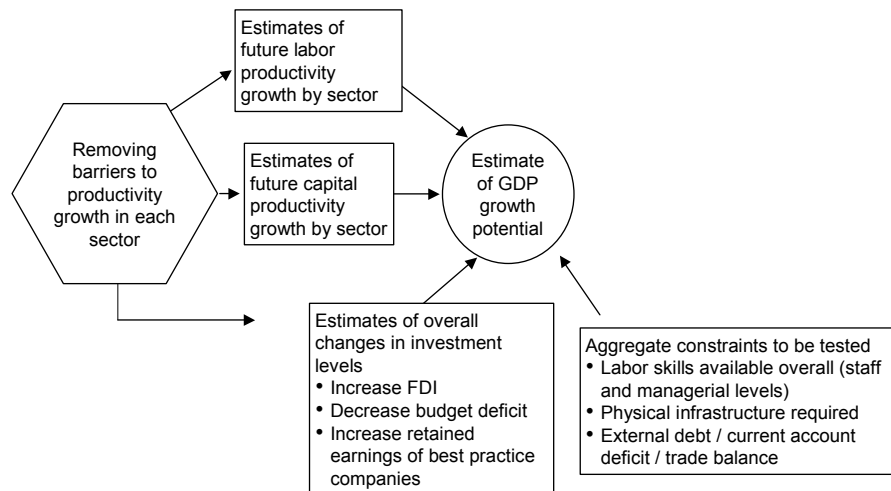 Estimates of
future labor
productivity
growth by sector
Removing
barriers to
productivity
growth in each
sector
Estimates of
future capital
productivity
growth by sector
Estimate
of GDP
growth
potential
Estimates of overall
changes in investment
levels
• Increase FDI
• Decrease budget deficit
• Increase retained
earnings of best practice
companies
Aggregate constraints to be tested
• Labor skills available overall (staff
and managerial levels)
• Physical infrastructure required
• External debt / current account
deficit / trade balance